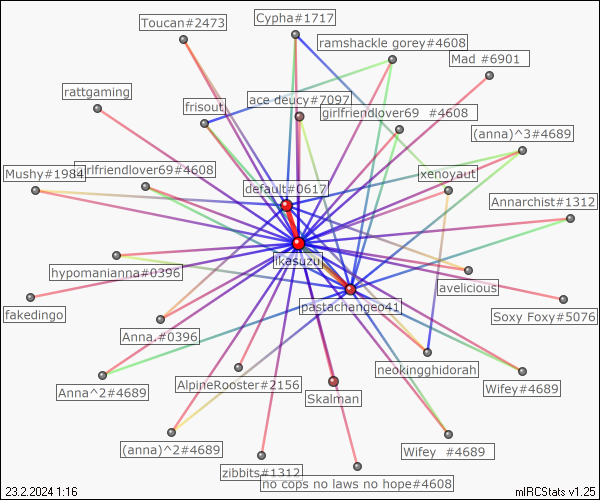 Toucan#2473
Cypha#1717
ramshackle gorey#4608
Mad #6901
rattgaming
frisout
ace deucy#7097
girlfriendlover69 #4608
(anna)^3#4689
Mushy#1984
girlfriendlover69#4608
xenoyaut
default#0617
Annarchist#1312
ikasuzu
hypomanianna#0396
avelicious
fakedingo
pastachangeo41
Soxy Foxy#5076
Anna.#0396
neokingghidorah
AlpineRooster#2156
Anna^2#4689
Wifey#4689
Skalman
(anna)^2#4689
Wifey #4689
zibbits#1312
no cops no laws no hope#4608
23.2.2024 1:16
mIRCStats v1.25